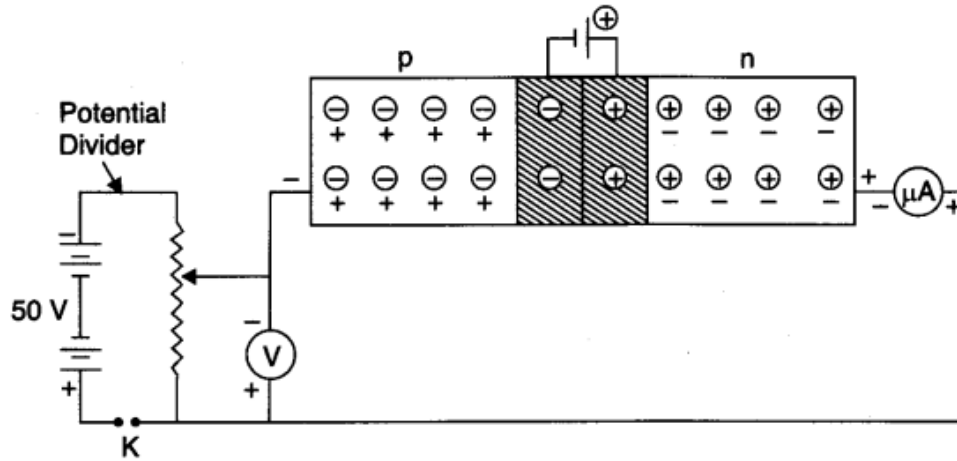 p
n
Potential
Divider
50 V
V
μA
K